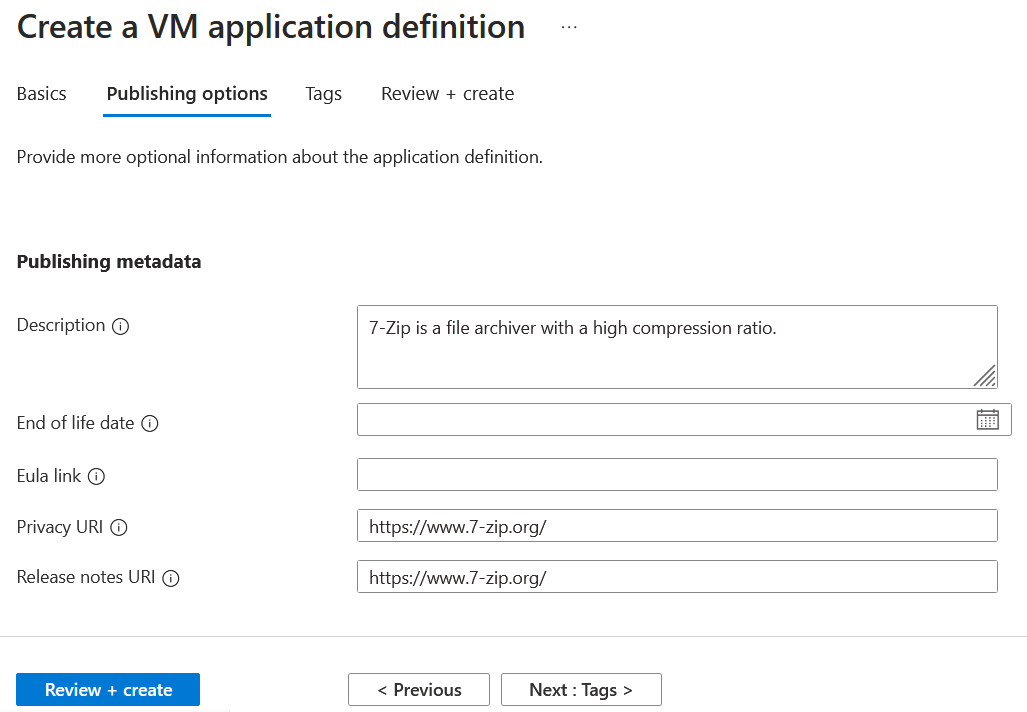 Create a VM application definition ...
Basics Publishing options Tags Review + create
Provide more optional information about the application definition.
Publishing metadata
Description 7-Zip is a file archiver with a high compression ratio.
End of life date
Eula link
Privacy URI https://www.7-zip.org/
Release notes URI https://www.7-zip.org/
Review + create < Previous Next : Tags >